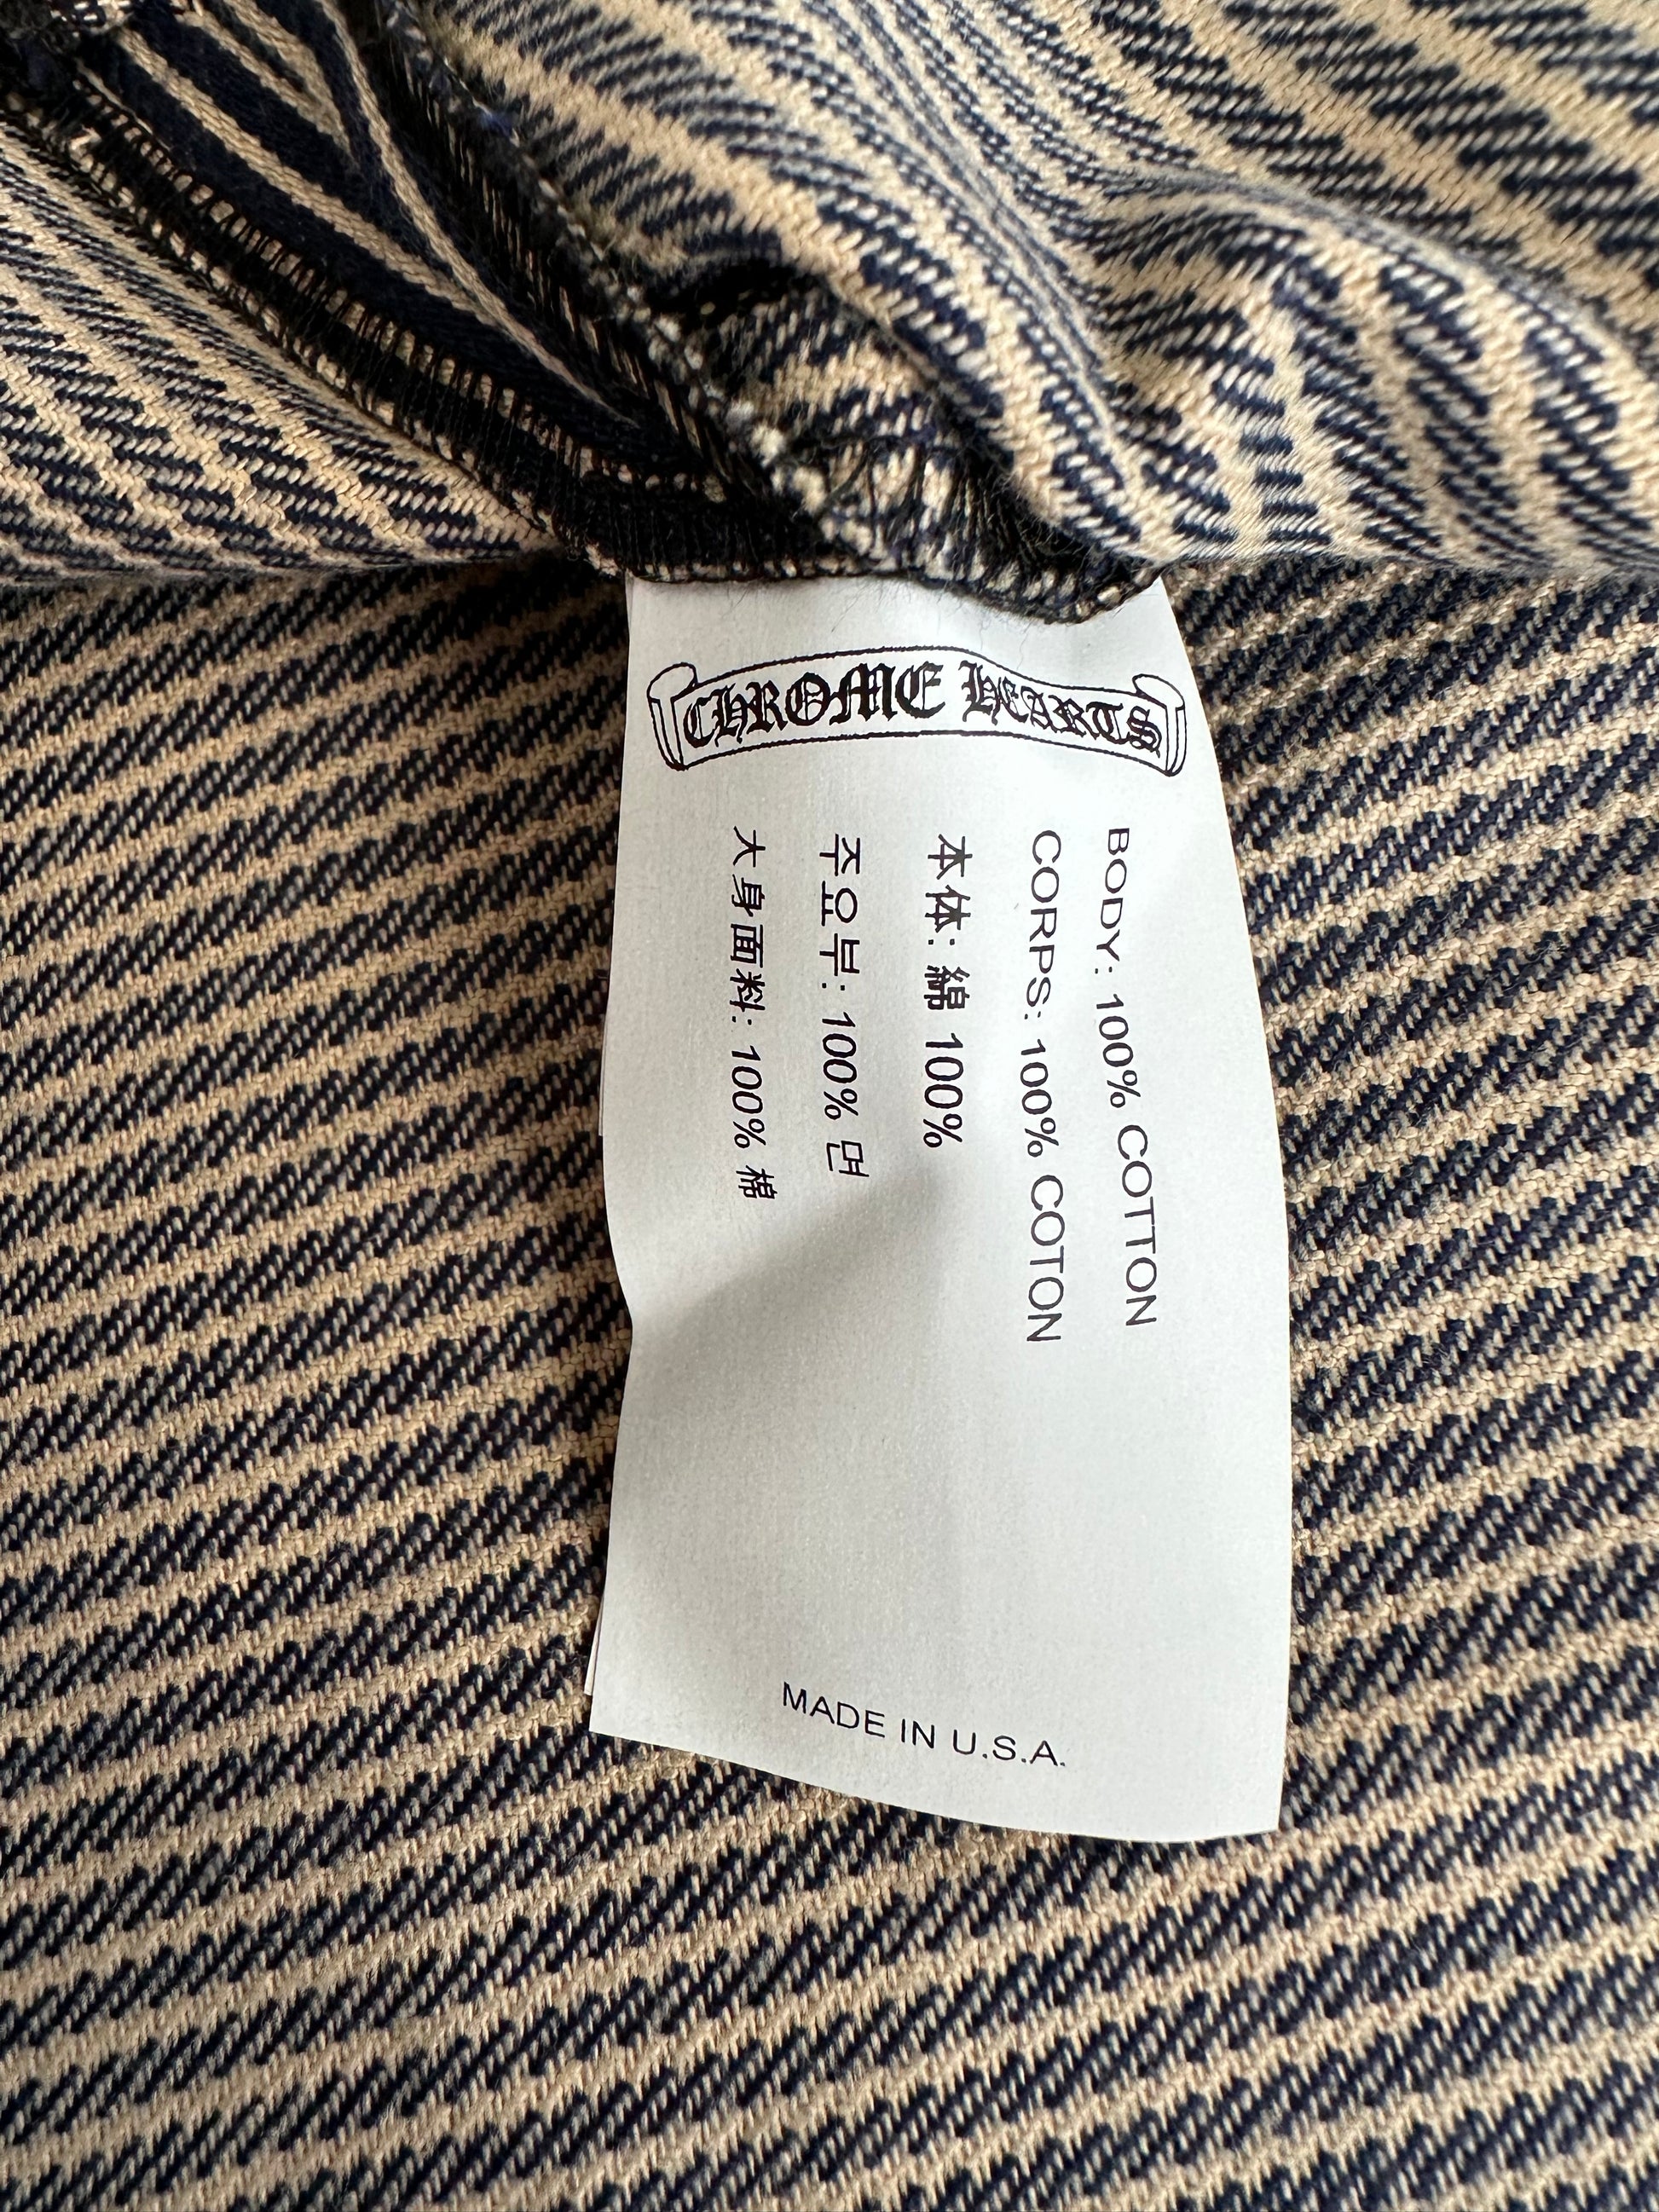 CHROME HEARTS
BODY: 100% COTTON
CORPS: 100% COTON
本体: 綿 100%
주요부: 100% 면
大身面料: 100% 棉
MADE IN U.S.A.